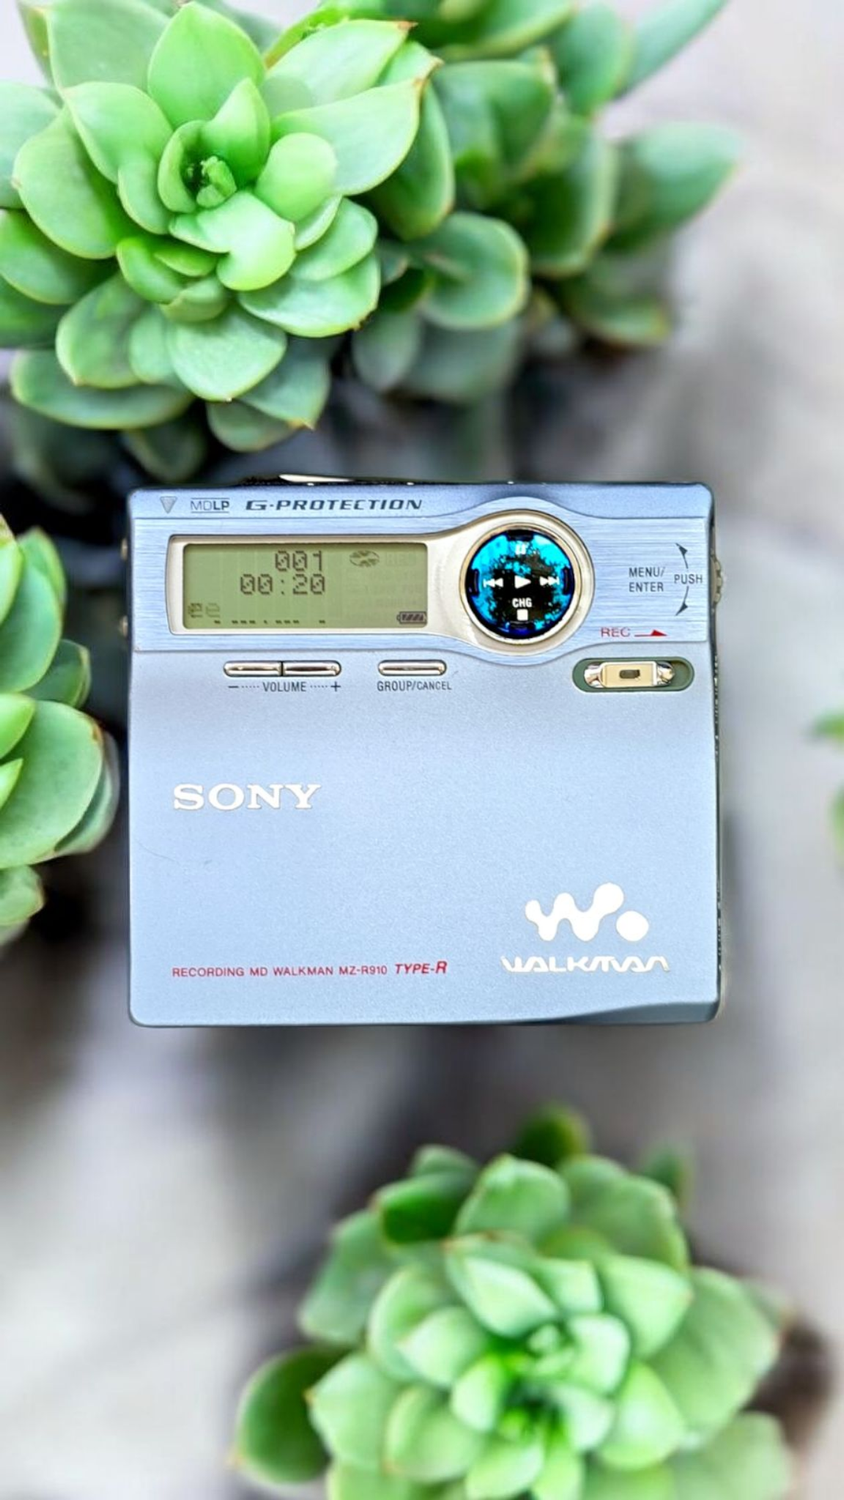 MDLP G-PROTECTION
001
00:20
CHG
MENU/
ENTER
PUSH
REC
– VOLUME +
GROUP/CANCEL
SONY
WALKMAN
RECORDING MD WALKMAN MZ-R910 TYPE-R